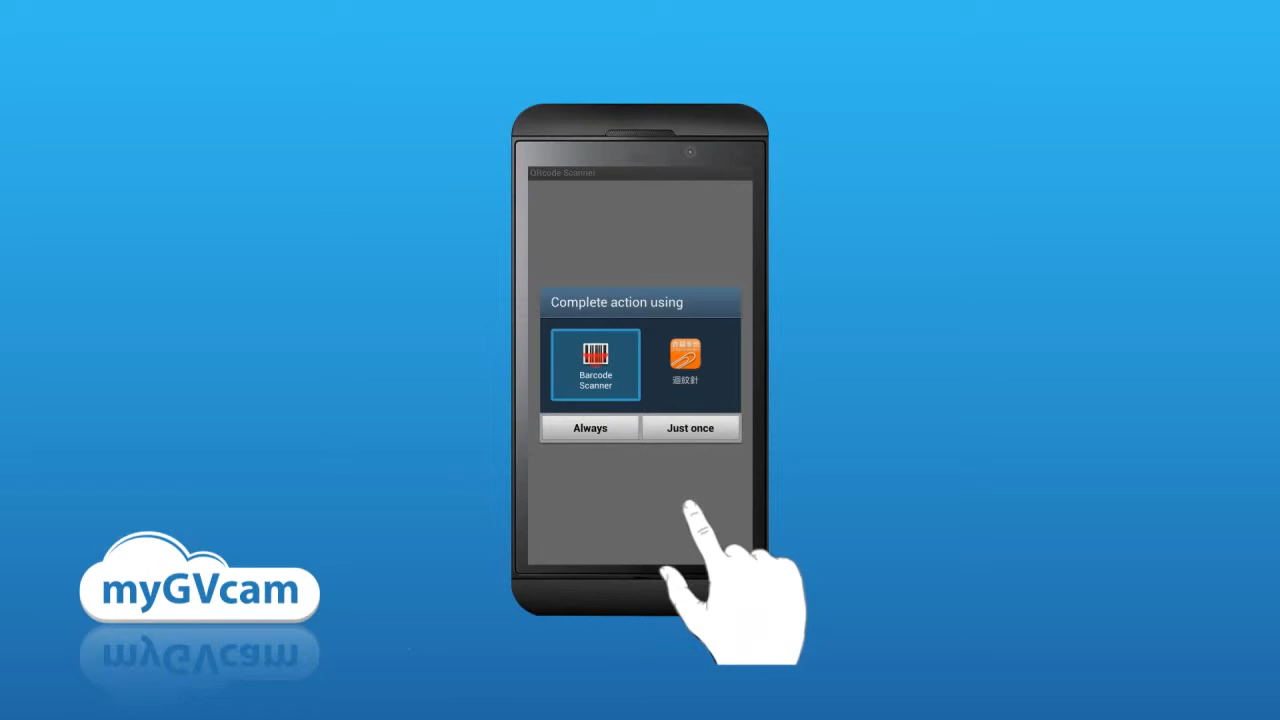 QRcode Scanner
Complete action using
Barcode
Scanner
迴紋針
Always
Just once
myGVcam